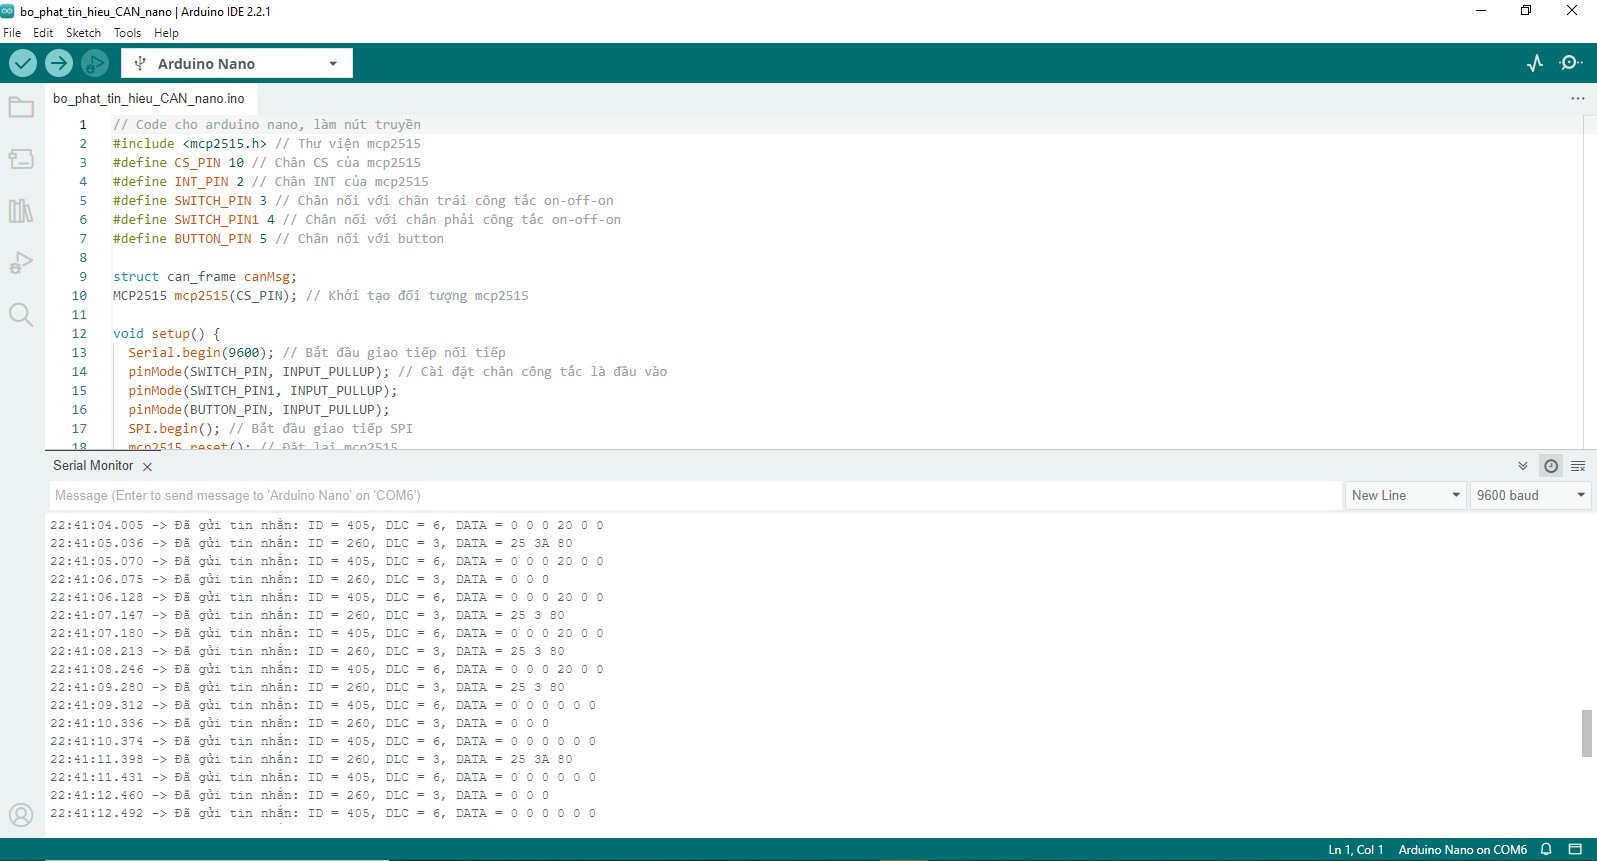 bo_phat_tin_hieu_CAN_nano | Arduino IDE 2.2.1
File Edit Sketch Tools Help
Arduino Nano
bo_phat_tin_hieu_CAN_nano.ino
1 // Code cho arduino nano, làm nút truyền
2 #include <mcp2515.h> // Thư viện mcp2515
3 #define CS_PIN 10 // Chân CS của mcp2515
4 #define INT_PIN 2 // Chân INT của mcp2515
5 #define SWITCH_PIN 3 // Chân nối với chân trái công tắc on-off-on
6 #define SWITCH_PIN1 4 // Chân nối với chân phải công tắc on-off-on
7 #define BUTTON_PIN 5 // Chân nối với button
8
9 struct can_frame canMsg;
10 MCP2515 mcp2515(CS_PIN); // Khởi tạo đối tượng mcp2515
11
12 void setup() {
13 Serial.begin(9600); // Bắt đầu giao tiếp nối tiếp
14 pinMode(SWITCH_PIN, INPUT_PULLUP); // Cài đặt chân công tắc là đầu vào
15 pinMode(SWITCH_PIN1, INPUT_PULLUP);
16 pinMode(BUTTON_PIN, INPUT_PULLUP);
17 SPI.begin(); // Bắt đầu giao tiếp SPI
18 mcp2515.reset(); // Đặt lại mcp2515
Serial Monitor
Message (Enter to send message to 'Arduino Nano' on 'COM6') New Line 9600 baud
22:41:04.005 -> Đã gửi tin nhắn: ID = 405, DLC = 6, DATA = 0 0 0 20 0 0
22:41:05.036 -> Đã gửi tin nhắn: ID = 260, DLC = 3, DATA = 25 3A 80
22:41:05.070 -> Đã gửi tin nhắn: ID = 405, DLC = 6, DATA = 0 0 0 20 0 0
22:41:06.075 -> Đã gửi tin nhắn: ID = 260, DLC = 3, DATA = 0 0 0
22:41:06.128 -> Đã gửi tin nhắn: ID = 405, DLC = 6, DATA = 0 0 0 20 0 0
22:41:07.147 -> Đã gửi tin nhắn: ID = 260, DLC = 3, DATA = 25 3 80
22:41:07.180 -> Đã gửi tin nhắn: ID = 405, DLC = 6, DATA = 0 0 0 20 0 0
22:41:08.213 -> Đã gửi tin nhắn: ID = 260, DLC = 3, DATA = 25 3 80
22:41:08.246 -> Đã gửi tin nhắn: ID = 405, DLC = 6, DATA = 0 0 0 20 0 0
22:41:09.280 -> Đã gửi tin nhắn: ID = 260, DLC = 3, DATA = 25 3 80
22:41:09.312 -> Đã gửi tin nhắn: ID = 405, DLC = 6, DATA = 0 0 0 0 0 0
22:41:10.336 -> Đã gửi tin nhắn: ID = 260, DLC = 3, DATA = 0 0 0
22:41:10.374 -> Đã gửi tin nhắn: ID = 405, DLC = 6, DATA = 0 0 0 0 0 0
22:41:11.398 -> Đã gửi tin nhắn: ID = 260, DLC = 3, DATA = 25 3A 80
22:41:11.431 -> Đã gửi tin nhắn: ID = 405, DLC = 6, DATA = 0 0 0 0 0 0
22:41:12.460 -> Đã gửi tin nhắn: ID = 260, DLC = 3, DATA = 0 0 0
22:41:12.492 -> Đã gửi tin nhắn: ID = 405, DLC = 6, DATA = 0 0 0 0 0 0
Ln 1, Col 1 Arduino Nano on COM6